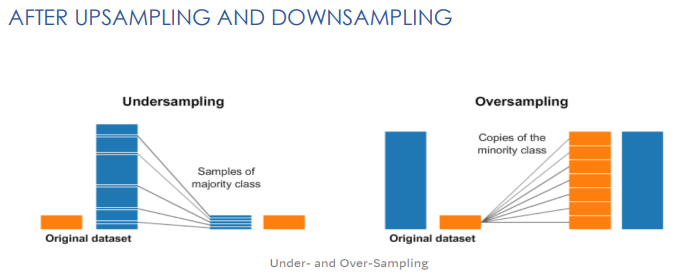 AFTER UPSAMPLING AND DOWNSAMPLING
Undersampling
Samples of
majority class
Original dataset
Oversampling
Copies of the
minority class
Original dataset
Under- and Over-Sampling